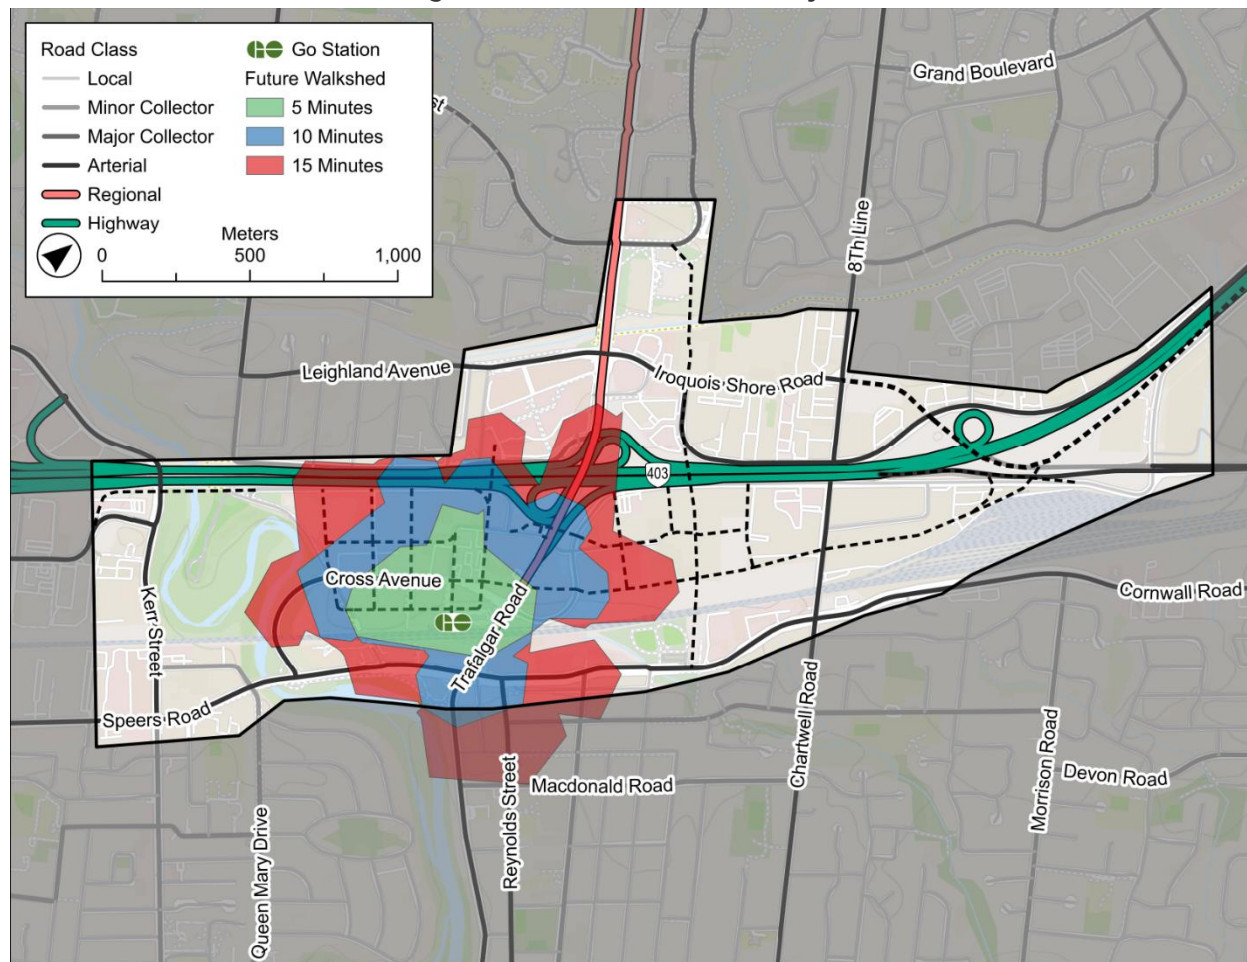 Road Class
Local
Minor Collector
Major Collector
Arterial
Regional
Highway
GO Go Station
Future Walkshed
5 Minutes
10 Minutes
15 Minutes
Meters
0 500 1,000
Grand Boulevard
8Th Line
Leighland Avenue
Iroquois Shore Road
403
Cross Avenue
GO
Trafalgar Road
Kerr Street
Cornwall Road
Speers Road
Chartwell Road
Reynolds Street
Macdonald Road
Morrison Road
Devon Road
Queen Mary Drive